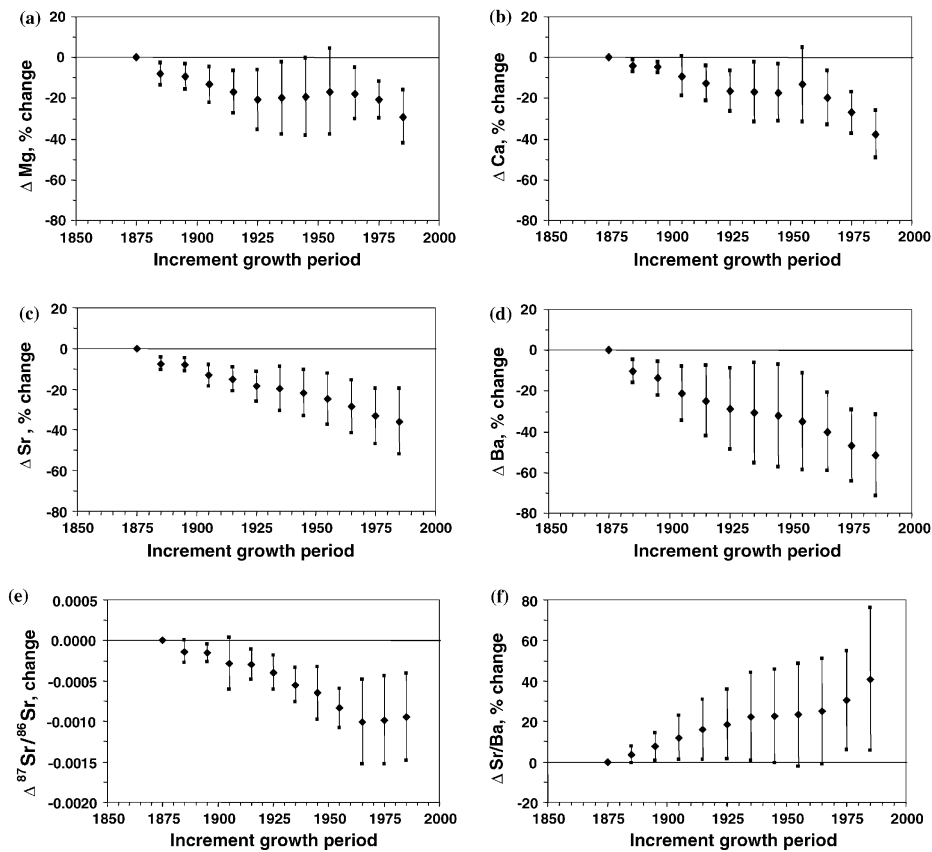 (a)
20
0
-20
-40
-60
-80
Δ Mg, % change
1850 1875 1900 1925 1950 1975 2000
Increment growth period
(b)
20
0
-20
-40
-60
-80
Δ Ca, % change
1850 1875 1900 1925 1950 1975 2000
Increment growth period
(c)
20
0
-20
-40
-60
-80
Δ Sr , % change
1850 1875 1900 1925 1950 1975 2000
Increment growth period
(d)
20
0
-20
-40
-60
-80
Δ Ba, % change
1850 1875 1900 1925 1950 1975 2000
Increment growth period
(e)
0.0005
0.0000
-0.0005
-0.0010
-0.0015
-0.0020
Δ ⁸⁷Sr/⁸⁶Sr, change
1850 1875 1900 1925 1950 1975 2000
Increment growth period
(f)
80
60
40
20
0
-20
Δ Sr/Ba, % change
1850 1875 1900 1925 1950 1975 2000
Increment growth period